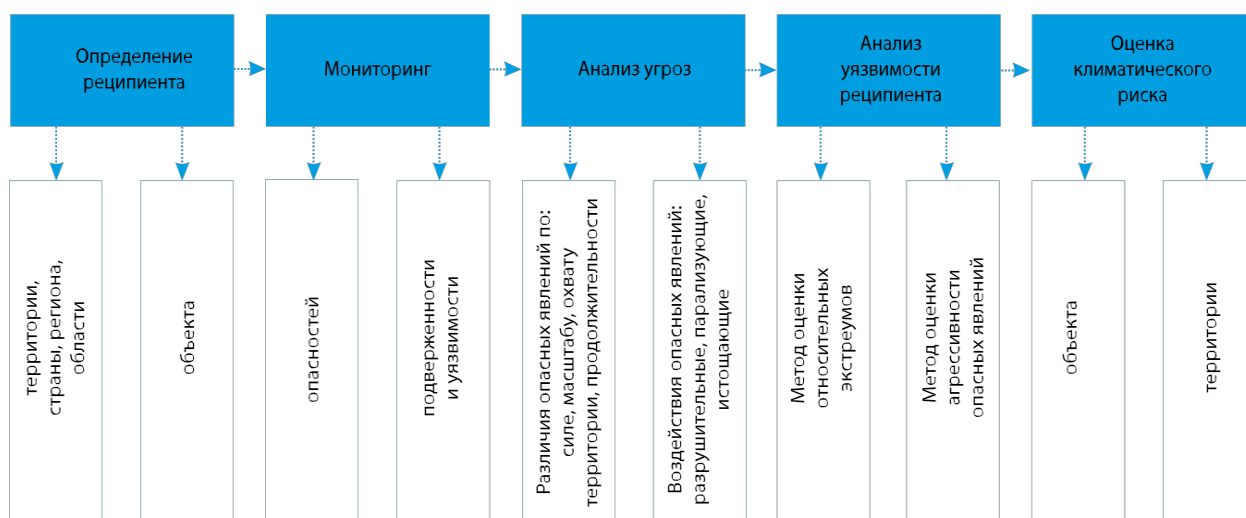 Определение
реципиента
Мониторинг
Анализ угроз
Анализ
уязвимости
реципиента
Оценка
климатического
риска
территории,
страны, региона,
области
объекта
опасностей
подверженности
и уязвимости
Различия опасных явлений по:
силе, масштабу, охвату
территории, продолжительности
Воздействия опасных явлений:
разрушительные, парализующие,
истощающие
Метод оценки
относительных
экстреумов
Метод оценки
агрессивности
опасных явлений
объекта
территории